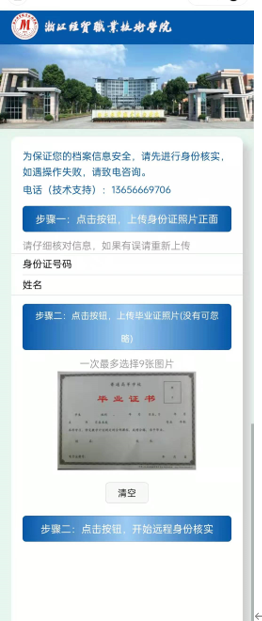 浙江经贸职业技术学院
为保证您的档案信息安全，请先进行身份核实，
如遇操作失败，请致电咨询。
电话（技术支持）：13656669706
步骤一：点击按钮，上传身份证照片正面
请仔细核对信息，如果有误请重新上传
身份证号码
姓名
步骤二：点击按钮，上传毕业证照片(没有可忽
略)
一次最多选择9张图片
普通高等学校
毕业证书
清空
步骤二：点击按钮，开始远程身份核实